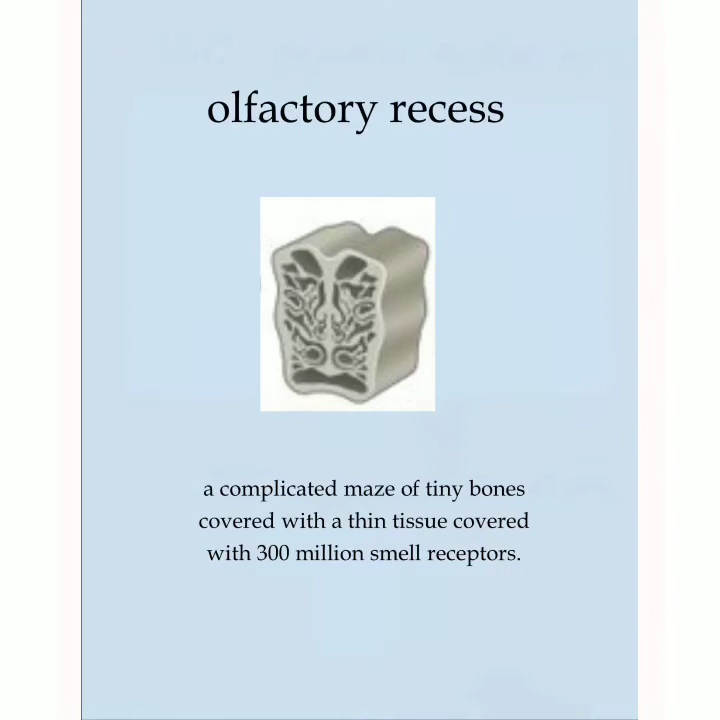 olfactory recess
a complicated maze of tiny bones
covered with a thin tissue covered
with 300 million smell receptors.